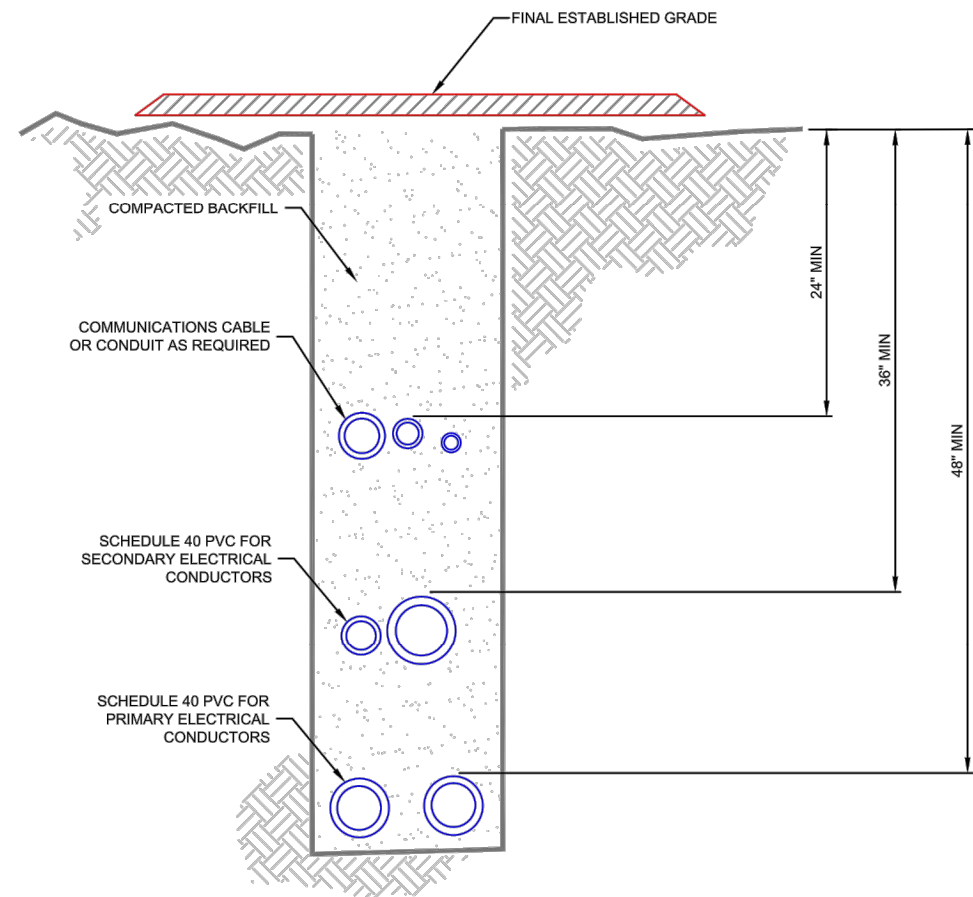 FINAL ESTABLISHED GRADE
COMPACTED BACKFILL
24" MIN
COMMUNICATIONS CABLE
OR CONDUIT AS REQUIRED
36" MIN
48" MIN
SCHEDULE 40 PVC FOR
SECONDARY ELECTRICAL
CONDUCTORS
SCHEDULE 40 PVC FOR
PRIMARY ELECTRICAL
CONDUCTORS